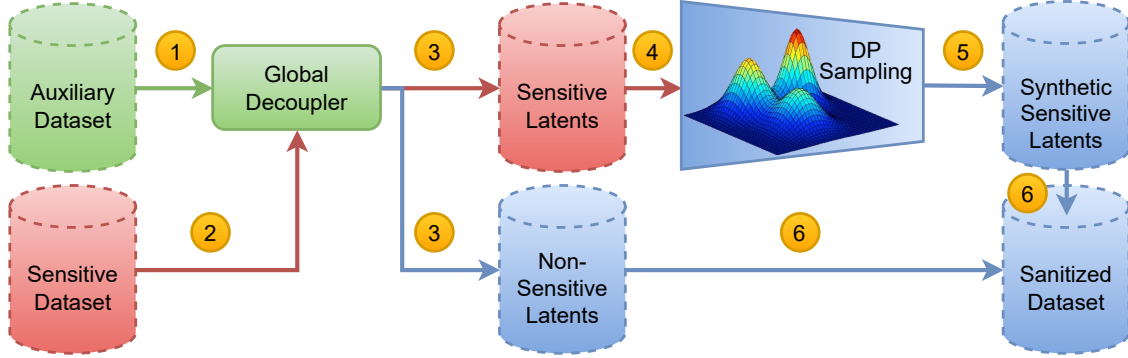 1
3
4
5
Auxiliary
Dataset
Global
Decoupler
Sensitive
Latents
DP
Sampling
Synthetic
Sensitive
Latents
2
3
6
6
Sensitive
Dataset
Non-
Sensitive
Latents
Sanitized
Dataset